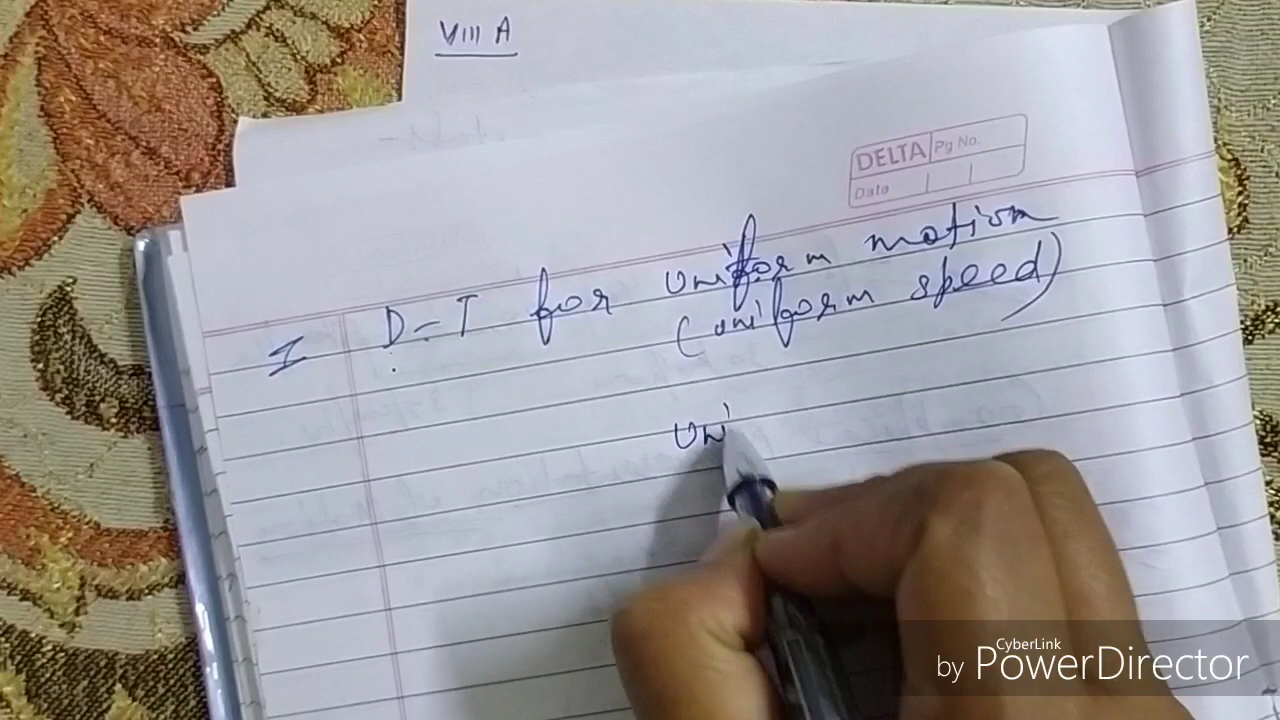 VIII A
DELTA Pg No.
Date
I D-T for uniform motion
(uniform speed)
uni
CyberLink
by PowerDirector